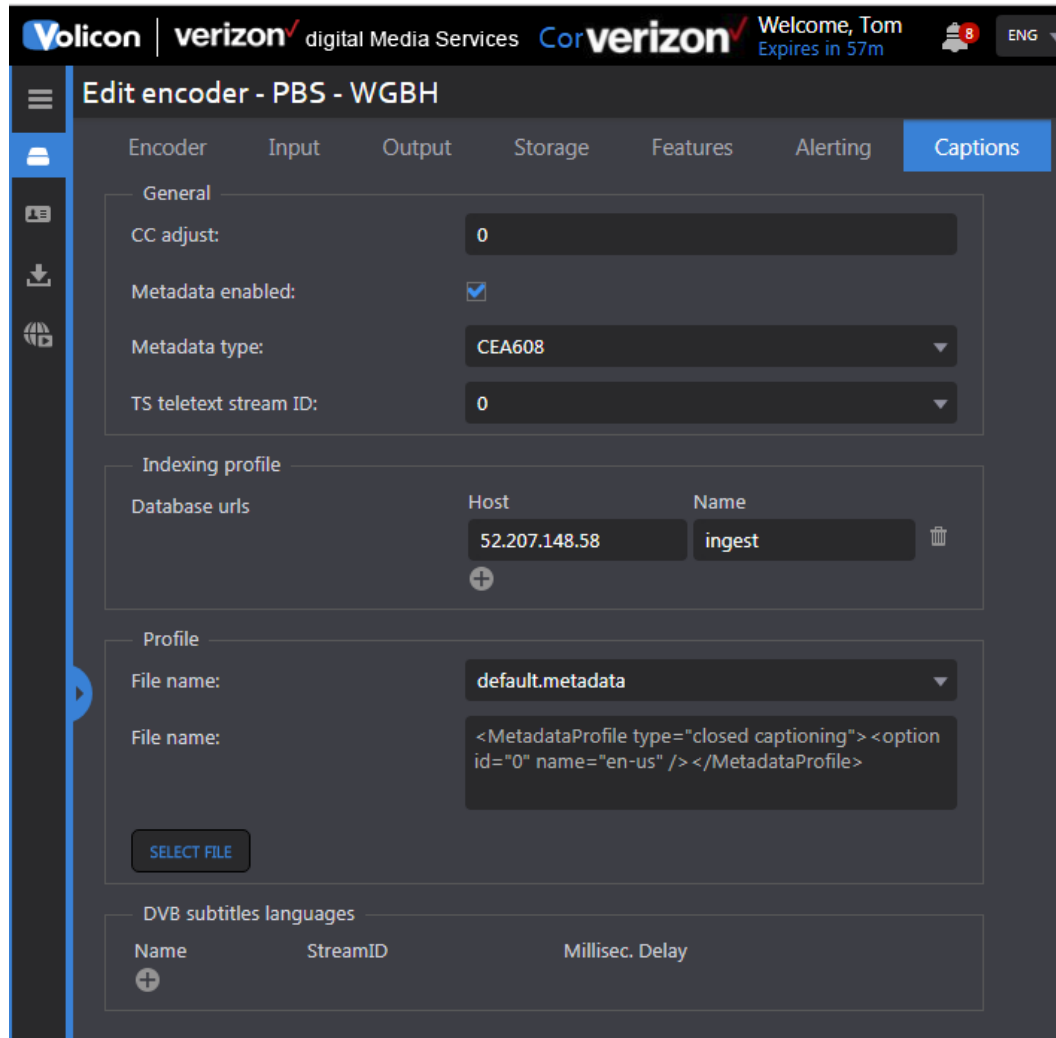 Volicon verizon digital Media Services Corverizon Welcome, Tom 8 ENG
Expires in 57m
Edit encoder - PBS - WGBH
Encoder Input Output Storage Features Alerting Captions
General
CC adjust: 0
Metadata enabled:
Metadata type: CEA608
TS teletext stream ID: 0
Indexing profile
Database urls Host Name
52.207.148.58 ingest
Profile
File name: default.metadata
File name: <MetadataProfile type="closed captioning"><option
id="0" name="en-us" /></MetadataProfile>
SELECT FILE
DVB subtitles languages
Name StreamID Millisec. Delay